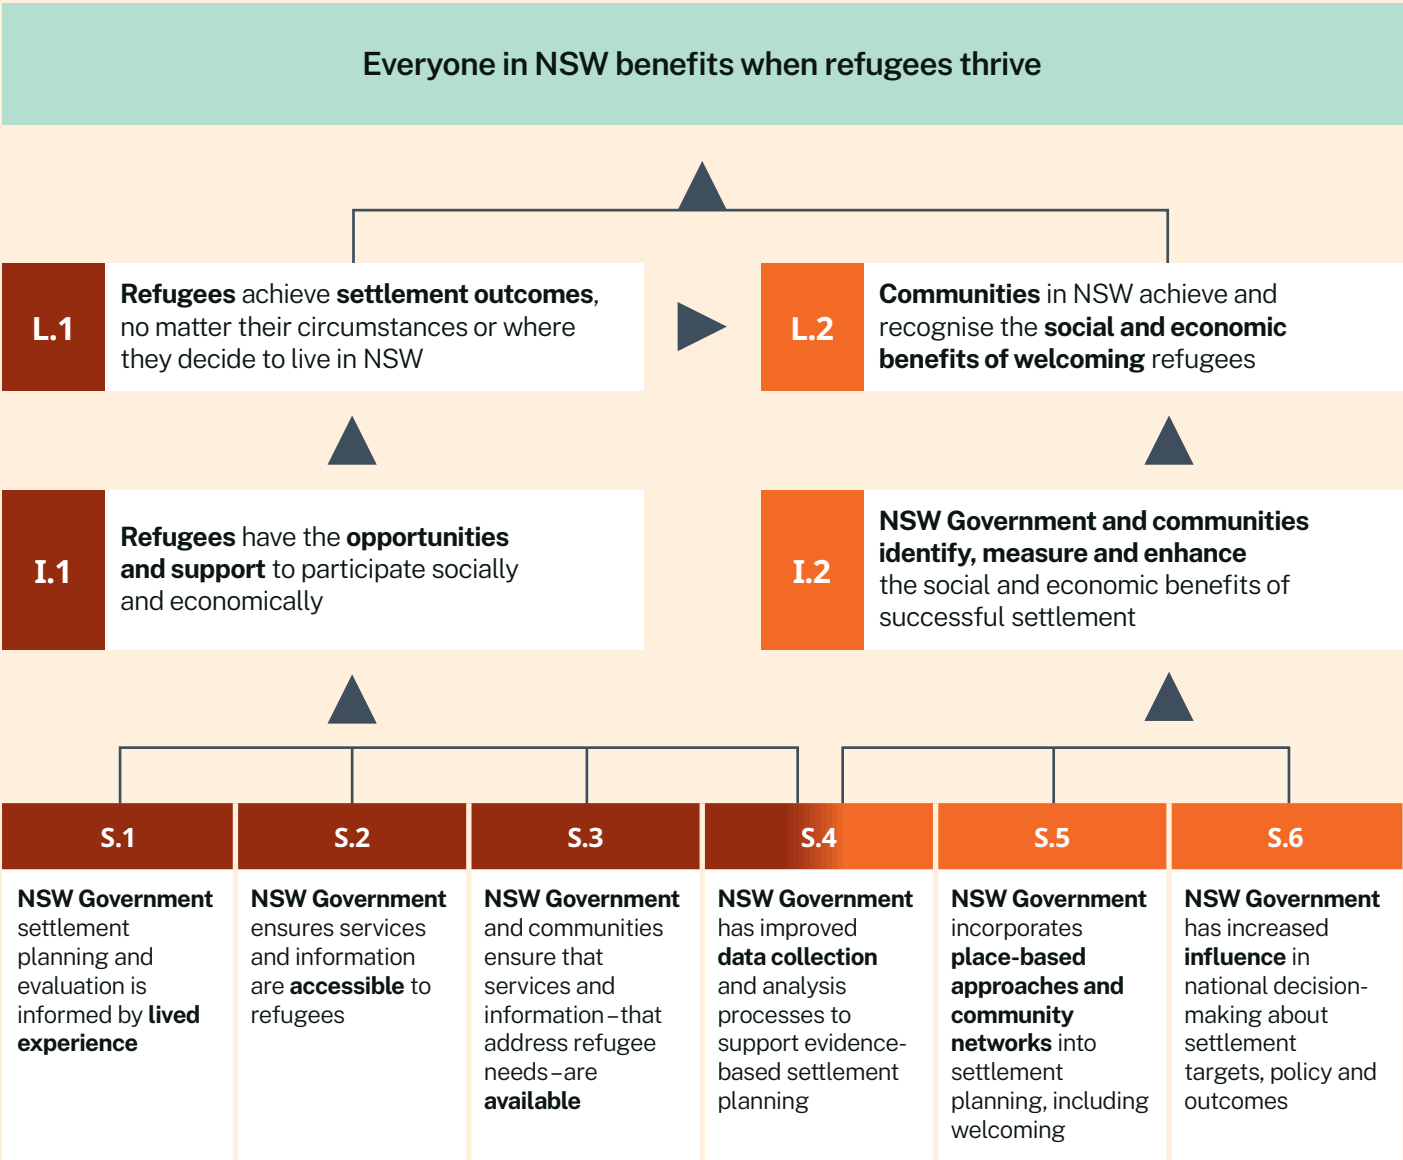 Everyone in NSW benefits when refugees thrive
L.1
Refugees achieve settlement outcomes,
no matter their circumstances or where
they decide to live in NSW
L.2
Communities in NSW achieve and
recognise the social and economic
benefits of welcoming refugees
I.1
Refugees have the opportunities
and support to participate socially
and economically
I.2
NSW Government and communities
identify, measure and enhance
the social and economic benefits of
successful settlement
S.1
NSW Government
settlement
planning and
evaluation is
informed by lived
experience
S.2
NSW Government
ensures services
and information
are accessible to
refugees
S.3
NSW Government
and communities
ensure that
services and
information – that
address refugee
needs – are
available
S.4
NSW Government
has improved
data collection
and analysis
processes to
support evidence-
based settlement
planning
S.5
NSW Government
incorporates
place-based
approaches and
community
networks into
settlement
planning, including
welcoming
S.6
NSW Government
has increased
influence in
national decision-
making about
settlement
targets, policy and
outcomes